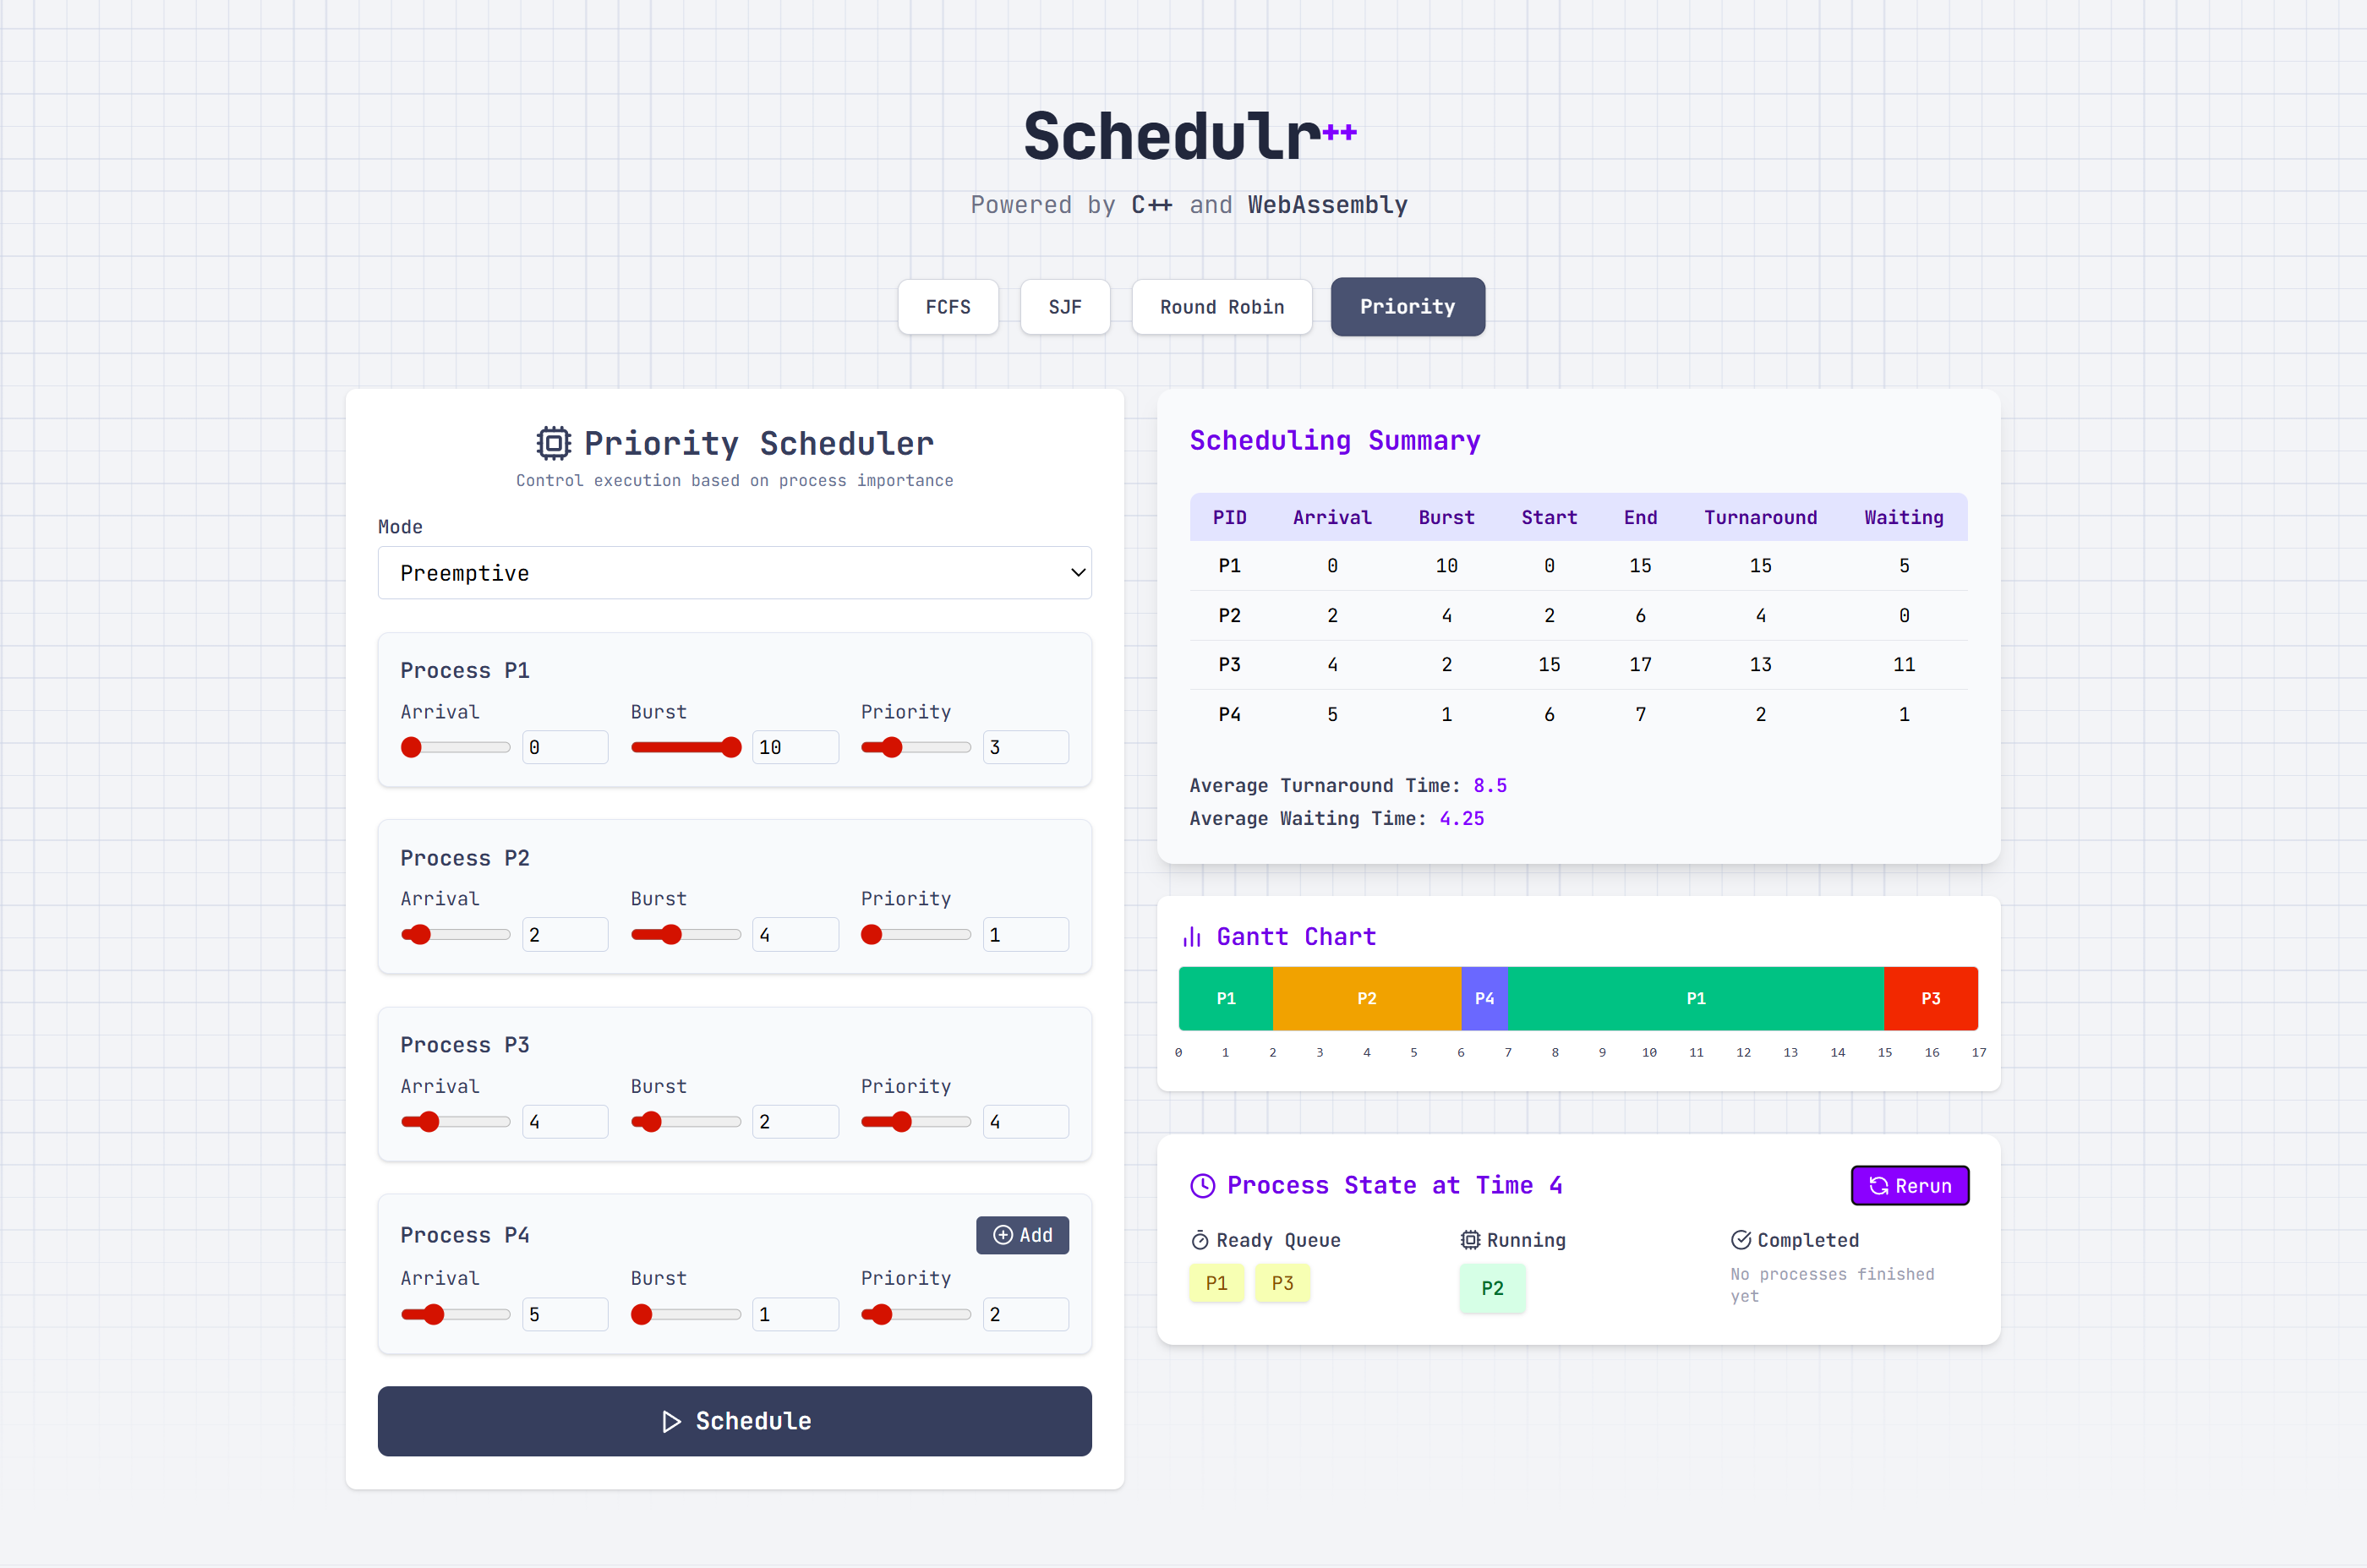 Schedulr++
Powered by C++ and WebAssembly
FCFS SJF Round Robin Priority
Priority Scheduler
Control execution based on process importance
Mode
Preemptive
Process P1
Arrival Burst Priority
0 10 3
Process P2
Arrival Burst Priority
2 4 1
Process P3
Arrival Burst Priority
4 2 4
Process P4 Add
Arrival Burst Priority
5 1 2
Schedule
Scheduling Summary
PID Arrival Burst Start End Turnaround Waiting
P1 0 10 0 15 15 5
P2 2 4 2 6 4 0
P3 4 2 15 17 13 11
P4 5 1 6 7 2 1
Average Turnaround Time: 8.5
Average Waiting Time: 4.25
Gantt Chart
P1 P2 P4 P1 P3
0 1 2 3 4 5 6 7 8 9 10 11 12 13 14 15 16 17
Process State at Time 4 Rerun
Ready Queue Running Completed
P1 P3 P2 No processes finished
yet